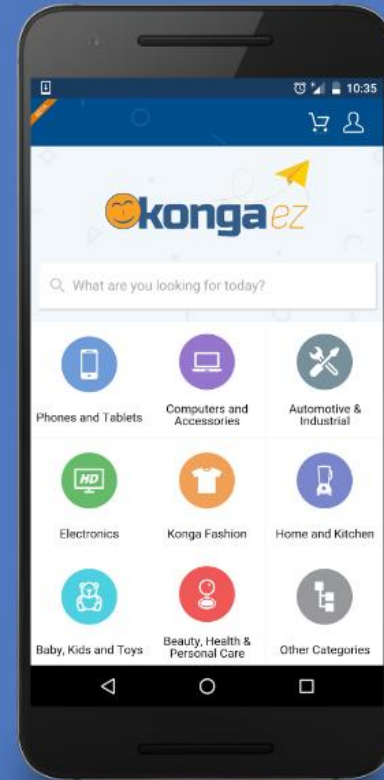 10:35
BETA
konga ez
What are you looking for today?
Phones and Tablets
Computers and
Accessories
Automotive &
Industrial
HD
Electronics
Konga Fashion
Home and Kitchen
Baby, Kids and Toys
Beauty, Health &
Personal Care
Other Categories